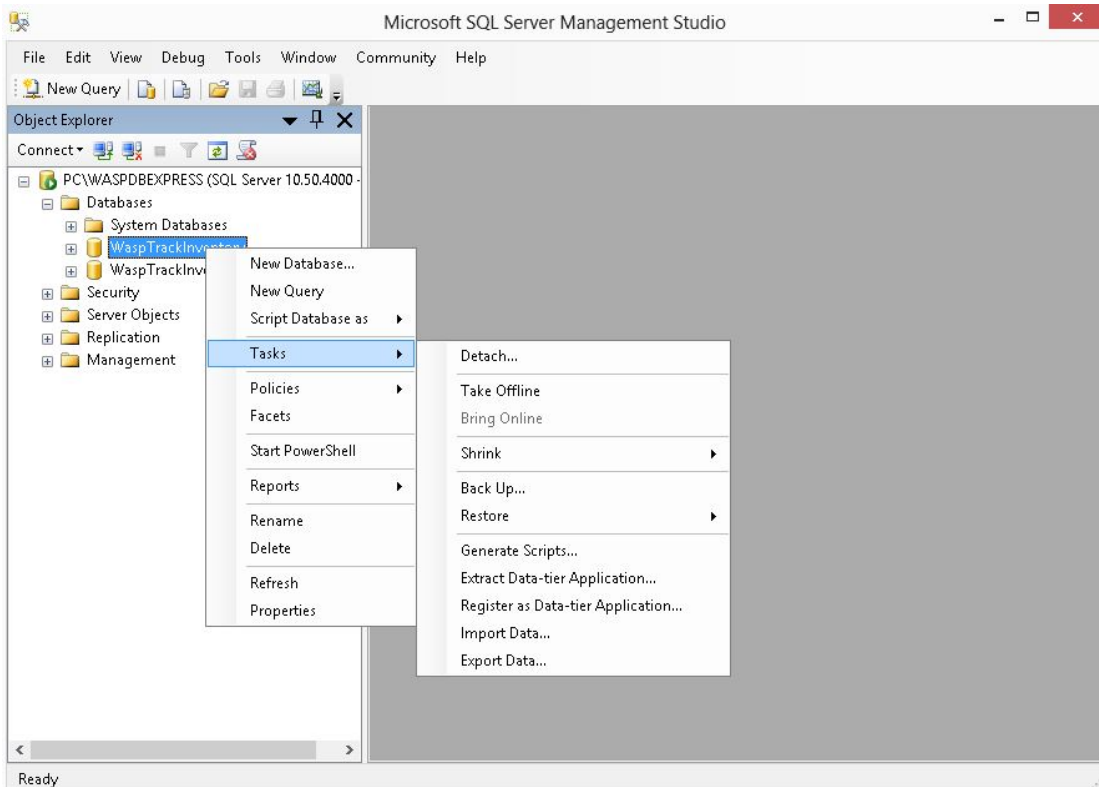 Microsoft SQL Server Management Studio
File Edit View Debug Tools Window Community Help
New Query
Object Explorer
Connect
PC\WASPDBEXPRESS (SQL Server 10.50.4000 -
Databases
System Databases
WaspTrackInventory
WaspTrackInv
Security
Server Objects
Replication
Management
New Database...
New Query
Script Database as
Tasks
Policies
Facets
Start PowerShell
Reports
Rename
Delete
Refresh
Properties
Detach...
Take Offline
Bring Online
Shrink
Back Up...
Restore
Generate Scripts...
Extract Data-tier Application...
Register as Data-tier Application...
Import Data...
Export Data...
Ready